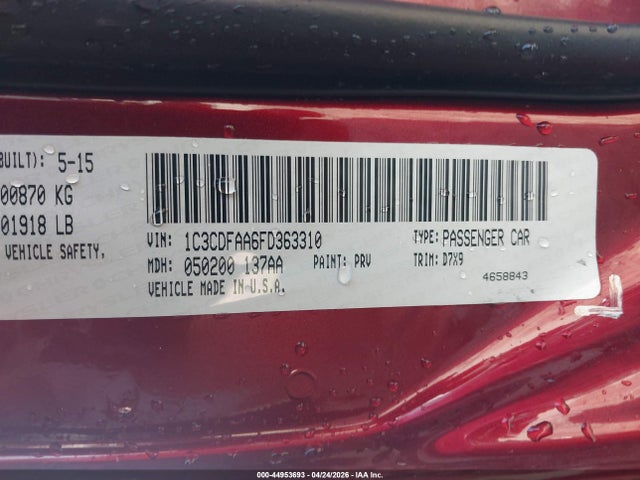 BUILT): 5-15
00870 KG
01918 LB
VEHICLE SAFETY,
VIN: 1C3CDFAA6FD363310 TYPE: PASSENGER CAR
MDH: 050200 137AA PAINT: PRV TRIM: D7X9
VEHICLE MADE IN U.S.A. 4658843
000-44953693 04/24/2026 - IAA Inc.